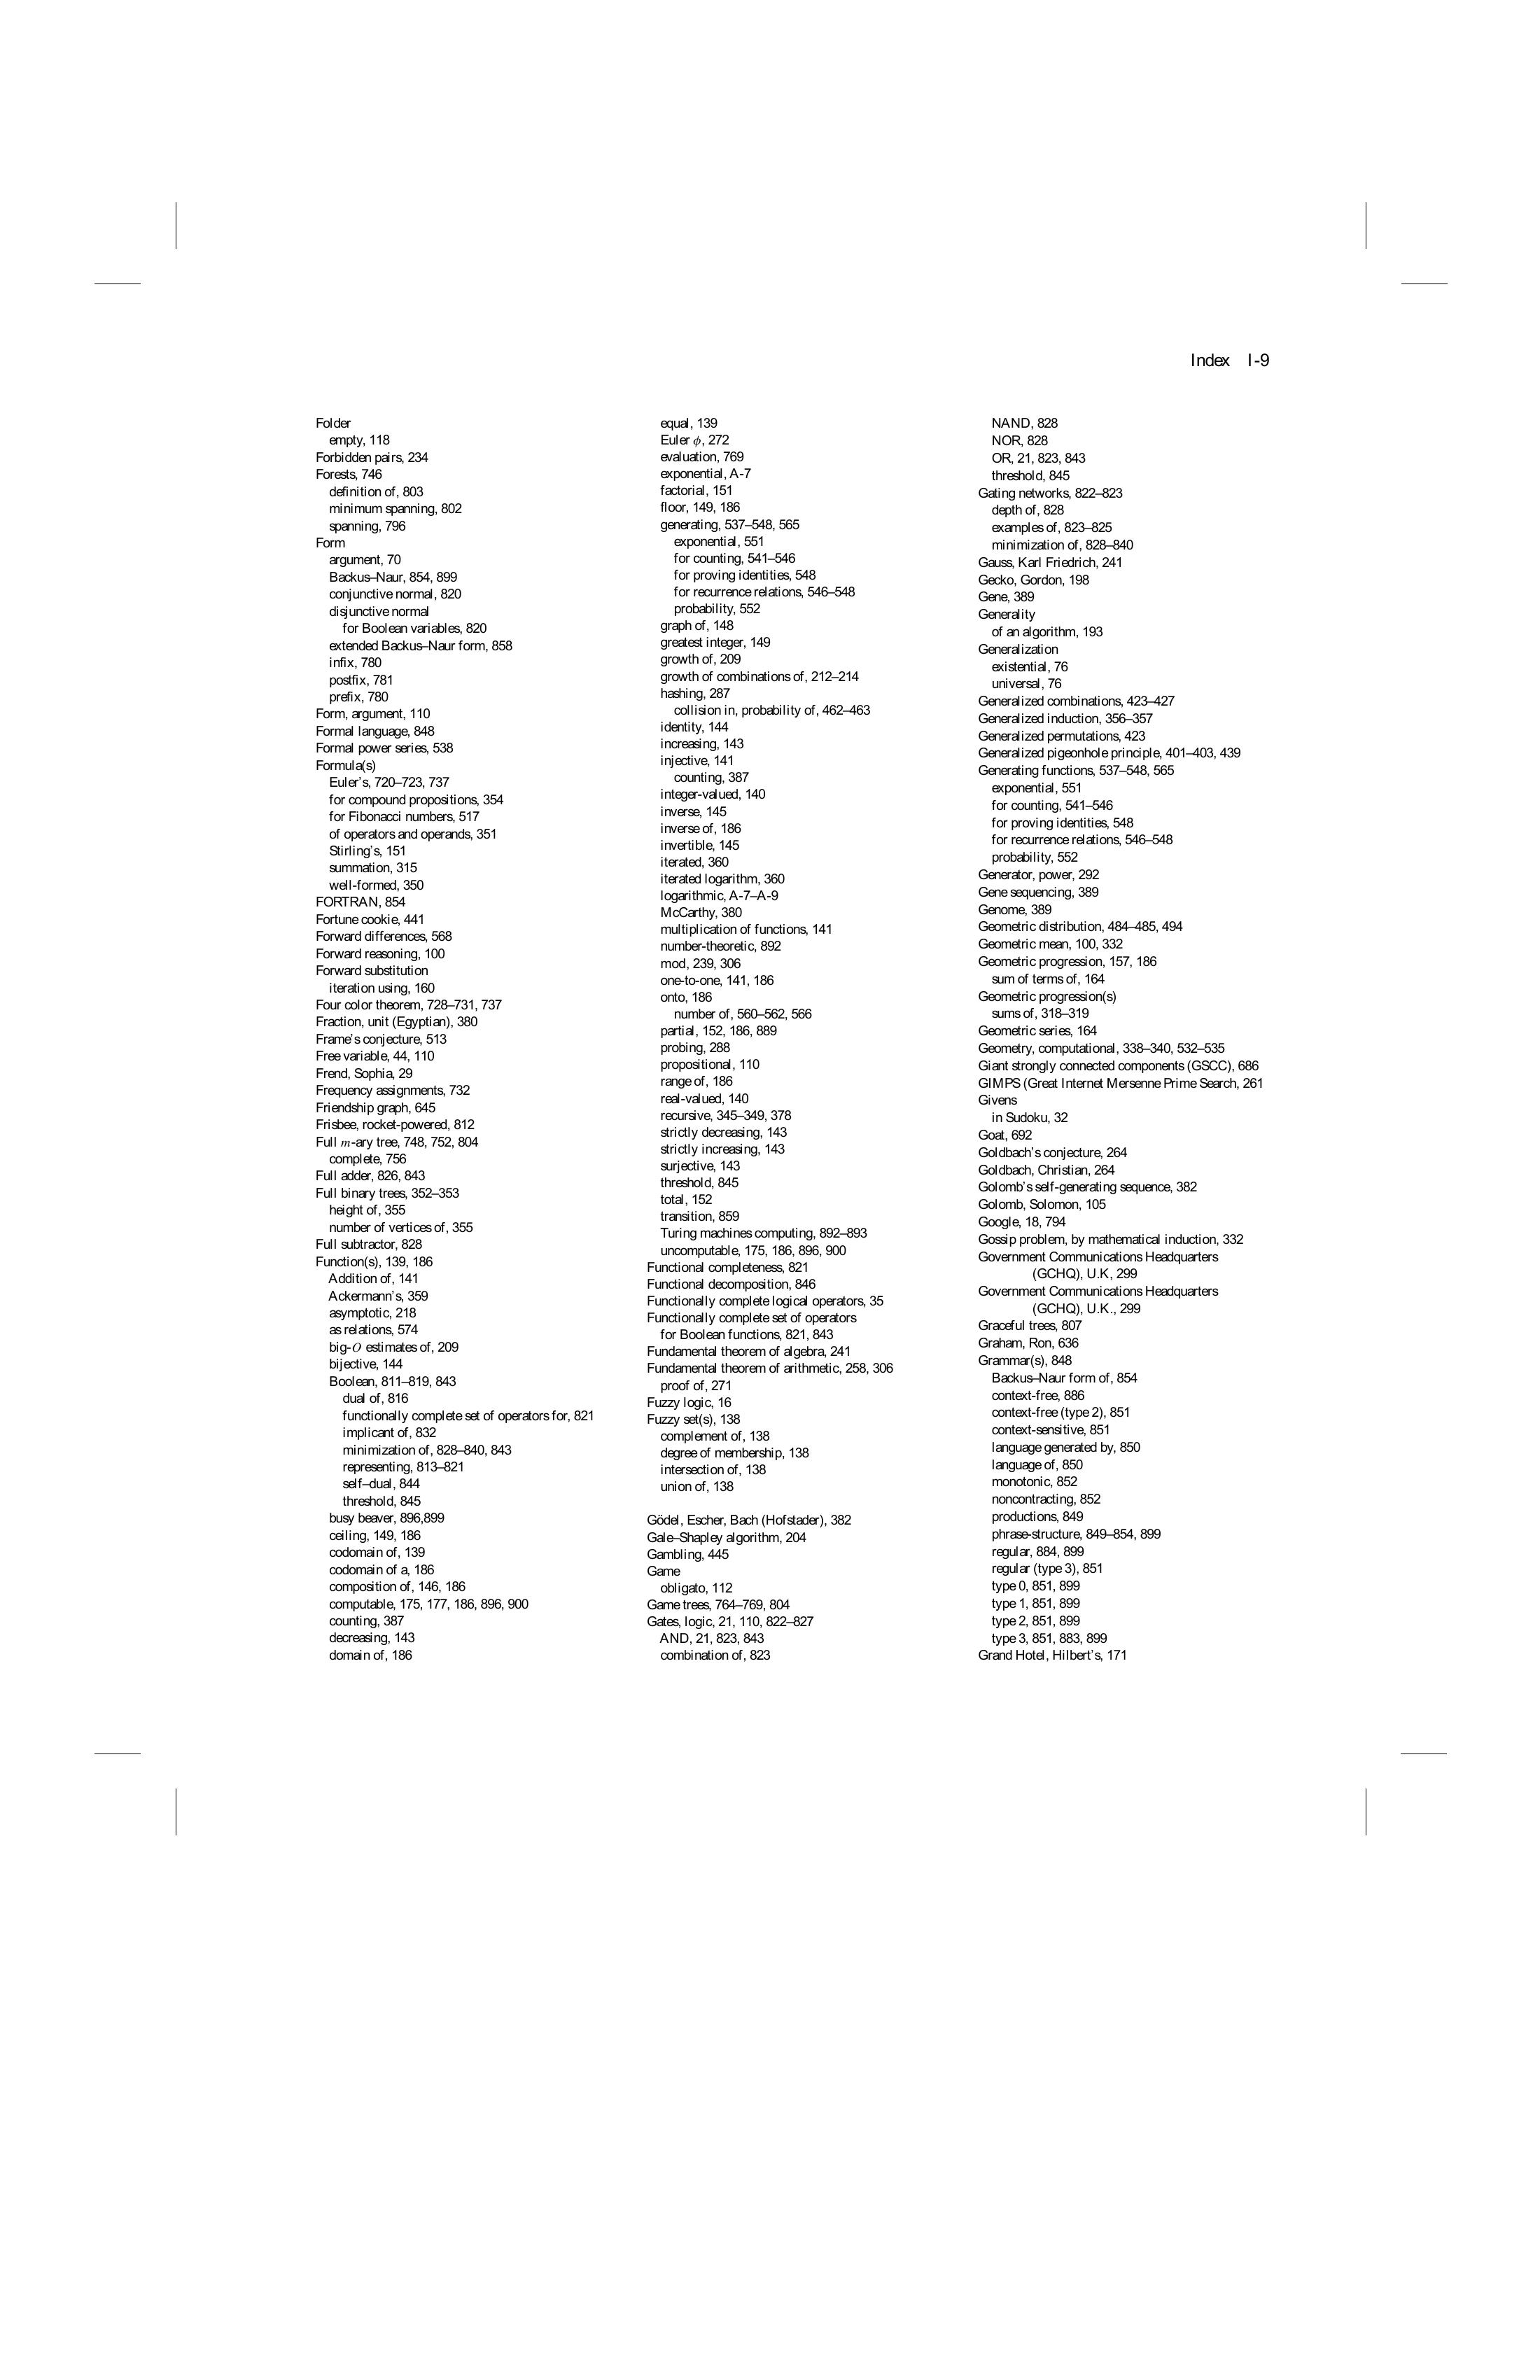 Index I-9
Folder
empty, 118
Forbidden pairs, 234
Forests, 746
definition of, 803
minimum spanning, 802
spanning, 796
Form
argument, 70
Backus–Naur, 854, 899
conjunctive normal, 820
disjunctive normal
for Boolean variables, 820
extended Backus–Naur form, 858
infix, 780
postfix, 781
prefix, 780
Form, argument, 110
Formal language, 848
Formal power series, 538
Formula(s)
Euler's, 720–723, 737
for compound propositions, 354
for Fibonacci numbers, 517
of operators and operands, 351
Stirling's, 151
summation, 315
well-formed, 350
FORTRAN, 854
Fortune cookie, 441
Forward differences, 568
Forward reasoning, 100
Forward substitution
iteration using, 160
Four color theorem, 728–731, 737
Fraction, unit (Egyptian), 380
Frame's conjecture, 513
Free variable, 44, 110
Frend, Sophia, 29
Frequency assignments, 732
Friendship graph, 645
Frisbee, rocket-powered, 812
Full m-ary tree, 748, 752, 804
complete, 756
Full adder, 826, 843
Full binary trees, 352–353
height of, 355
number of vertices of, 355
Full subtractor, 828
Function(s), 139, 186
Addition of, 141
Ackermann's, 359
asymptotic, 218
as relations, 574
big-O estimates of, 209
bijective, 144
Boolean, 811–819, 843
dual of, 816
functionally complete set of operators for, 821
implicant of, 832
minimization of, 828–840, 843
representing, 813–821
self–dual, 844
threshold, 845
busy beaver, 896,899
ceiling, 149, 186
codomain of, 139
codomain of a, 186
composition of, 146, 186
computable, 175, 177, 186, 896, 900
counting, 387
decreasing, 143
domain of, 186
equal, 139
Euler ϕ, 272
evaluation, 769
exponential, A-7
factorial, 151
floor, 149, 186
generating, 537–548, 565
exponential, 551
for counting, 541–546
for proving identities, 548
for recurrence relations, 546–548
probability, 552
graph of, 148
greatest integer, 149
growth of, 209
growth of combinations of, 212–214
hashing, 287
collision in, probability of, 462–463
identity, 144
increasing, 143
injective, 141
counting, 387
integer-valued, 140
inverse, 145
inverse of, 186
invertible, 145
iterated, 360
iterated logarithm, 360
logarithmic, A-7–A-9
McCarthy, 380
multiplication of functions, 141
number-theoretic, 892
mod, 239, 306
one-to-one, 141, 186
onto, 186
number of, 560–562, 566
partial, 152, 186, 889
probing, 288
propositional, 110
range of, 186
real-valued, 140
recursive, 345–349, 378
strictly decreasing, 143
strictly increasing, 143
surjective, 143
threshold, 845
total, 152
transition, 859
Turing machines computing, 892–893
uncomputable, 175, 186, 896, 900
Functional completeness, 821
Functional decomposition, 846
Functionally complete logical operators, 35
Functionally complete set of operators
for Boolean functions, 821, 843
Fundamental theorem of algebra, 241
Fundamental theorem of arithmetic, 258, 306
proof of, 271
Fuzzy logic, 16
Fuzzy set(s), 138
complement of, 138
degree of membership, 138
intersection of, 138
union of, 138
Gödel, Escher, Bach (Hofstader), 382
Gale–Shapley algorithm, 204
Gambling, 445
Game
obligato, 112
Game trees, 764–769, 804
Gates, logic, 21, 110, 822–827
AND, 21, 823, 843
combination of, 823
NAND, 828
NOR, 828
OR, 21, 823, 843
threshold, 845
Gating networks, 822–823
depth of, 828
examples of, 823–825
minimization of, 828–840
Gauss, Karl Friedrich, 241
Gecko, Gordon, 198
Gene, 389
Generality
of an algorithm, 193
Generalization
existential, 76
universal, 76
Generalized combinations, 423–427
Generalized induction, 356–357
Generalized permutations, 423
Generalized pigeonhole principle, 401–403, 439
Generating functions, 537–548, 565
exponential, 551
for counting, 541–546
for proving identities, 548
for recurrence relations, 546–548
probability, 552
Generator, power, 292
Gene sequencing, 389
Genome, 389
Geometric distribution, 484–485, 494
Geometric mean, 100, 332
Geometric progression, 157, 186
sum of terms of, 164
Geometric progression(s)
sums of, 318–319
Geometric series, 164
Geometry, computational, 338–340, 532–535
Giant strongly connected components (GSCC), 686
GIMPS (Great Internet Mersenne Prime Search, 261
Givens
in Sudoku, 32
Goat, 692
Goldbach's conjecture, 264
Goldbach, Christian, 264
Golomb's self-generating sequence, 382
Golomb, Solomon, 105
Google, 18, 794
Gossip problem, by mathematical induction, 332
Government Communications Headquarters
(GCHQ), U.K, 299
Government Communications Headquarters
(GCHQ), U.K., 299
Graceful trees, 807
Graham, Ron, 636
Grammar(s), 848
Backus–Naur form of, 854
context-free, 886
context-free (type 2), 851
context-sensitive, 851
language generated by, 850
language of, 850
monotonic, 852
noncontracting, 852
productions, 849
phrase-structure, 849–854, 899
regular, 884, 899
regular (type 3), 851
type 0, 851, 899
type 1, 851, 899
type 2, 851, 899
type 3, 851, 883, 899
Grand Hotel, Hilbert's, 171